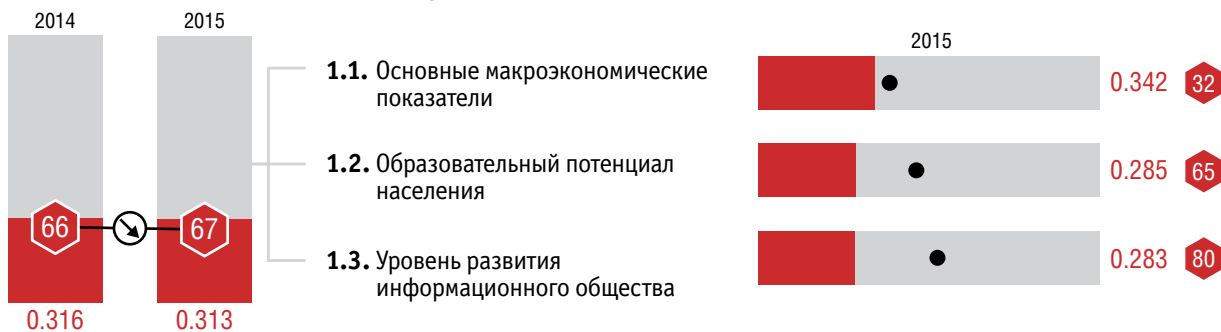 2014
2015
66
67
0.316
0.313
1.1. Основные макроэкономические
показатели
1.2. Образовательный потенциал
населения
1.3. Уровень развития
информационного общества
2015
0.342 32
0.285 65
0.283 80